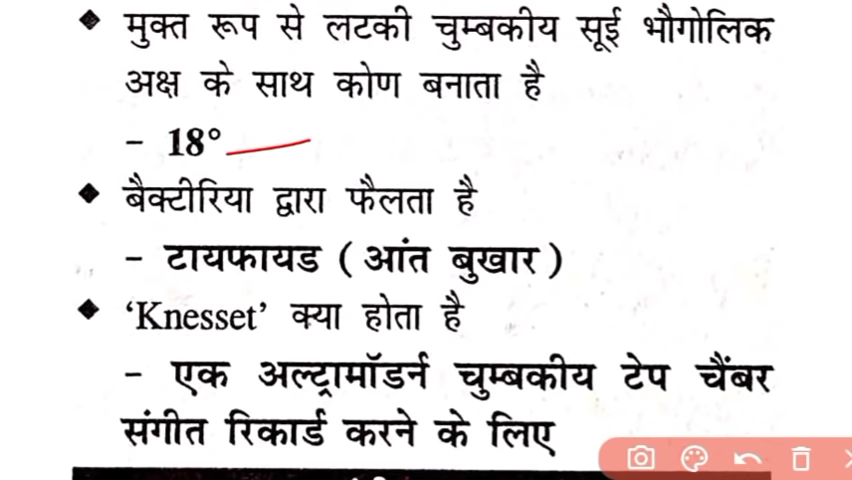 ◆ मुक्त रूप से लटकी चुम्बकीय सूई भौगोलिक
अक्ष के साथ कोण बनाता है
– 18°
◆ बैक्टीरिया द्वारा फैलता है
– टायफायड ( आंत बुखार )
◆ ‘Knesset’ क्या होता है
– एक अल्ट्रामॉडर्न चुम्बकीय टेप चैंबर
संगीत रिकार्ड करने के लिए